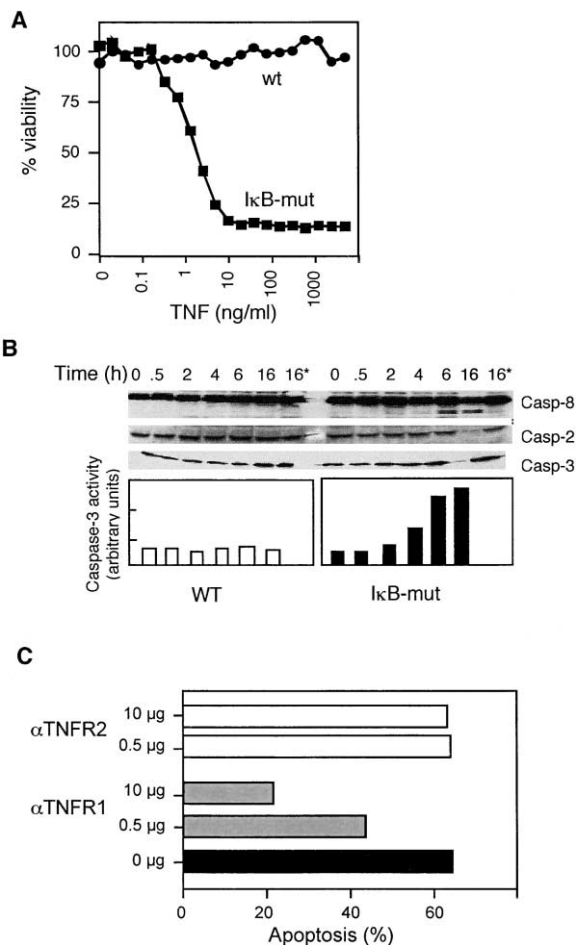 A
% viability
100
75
50
25
0
wt
IκB-mut
0 0.1 1 10 100 1000
TNF (ng/ml)
B
Time (h) 0 .5 2 4 6 16 16* 0 .5 2 4 6 16 16*
Casp-8
Casp-2
Casp-3
Caspase-3 activity
(arbitrary units)
WT IκB-mut
C
αTNFR2
10 µg
0.5 µg
αTNFR1
10 µg
0.5 µg
0 µg
0 20 40 60
Apoptosis (%)